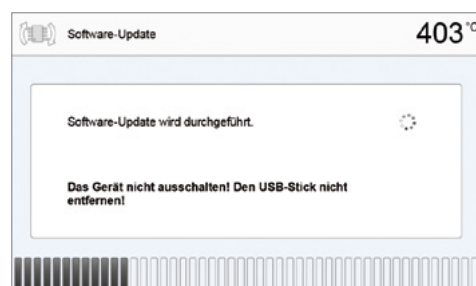 Software-Update
403 °C
Software-Update wird durchgeführt.
Das Gerät nicht ausschalten! Den USB-Stick nicht
entfernen!